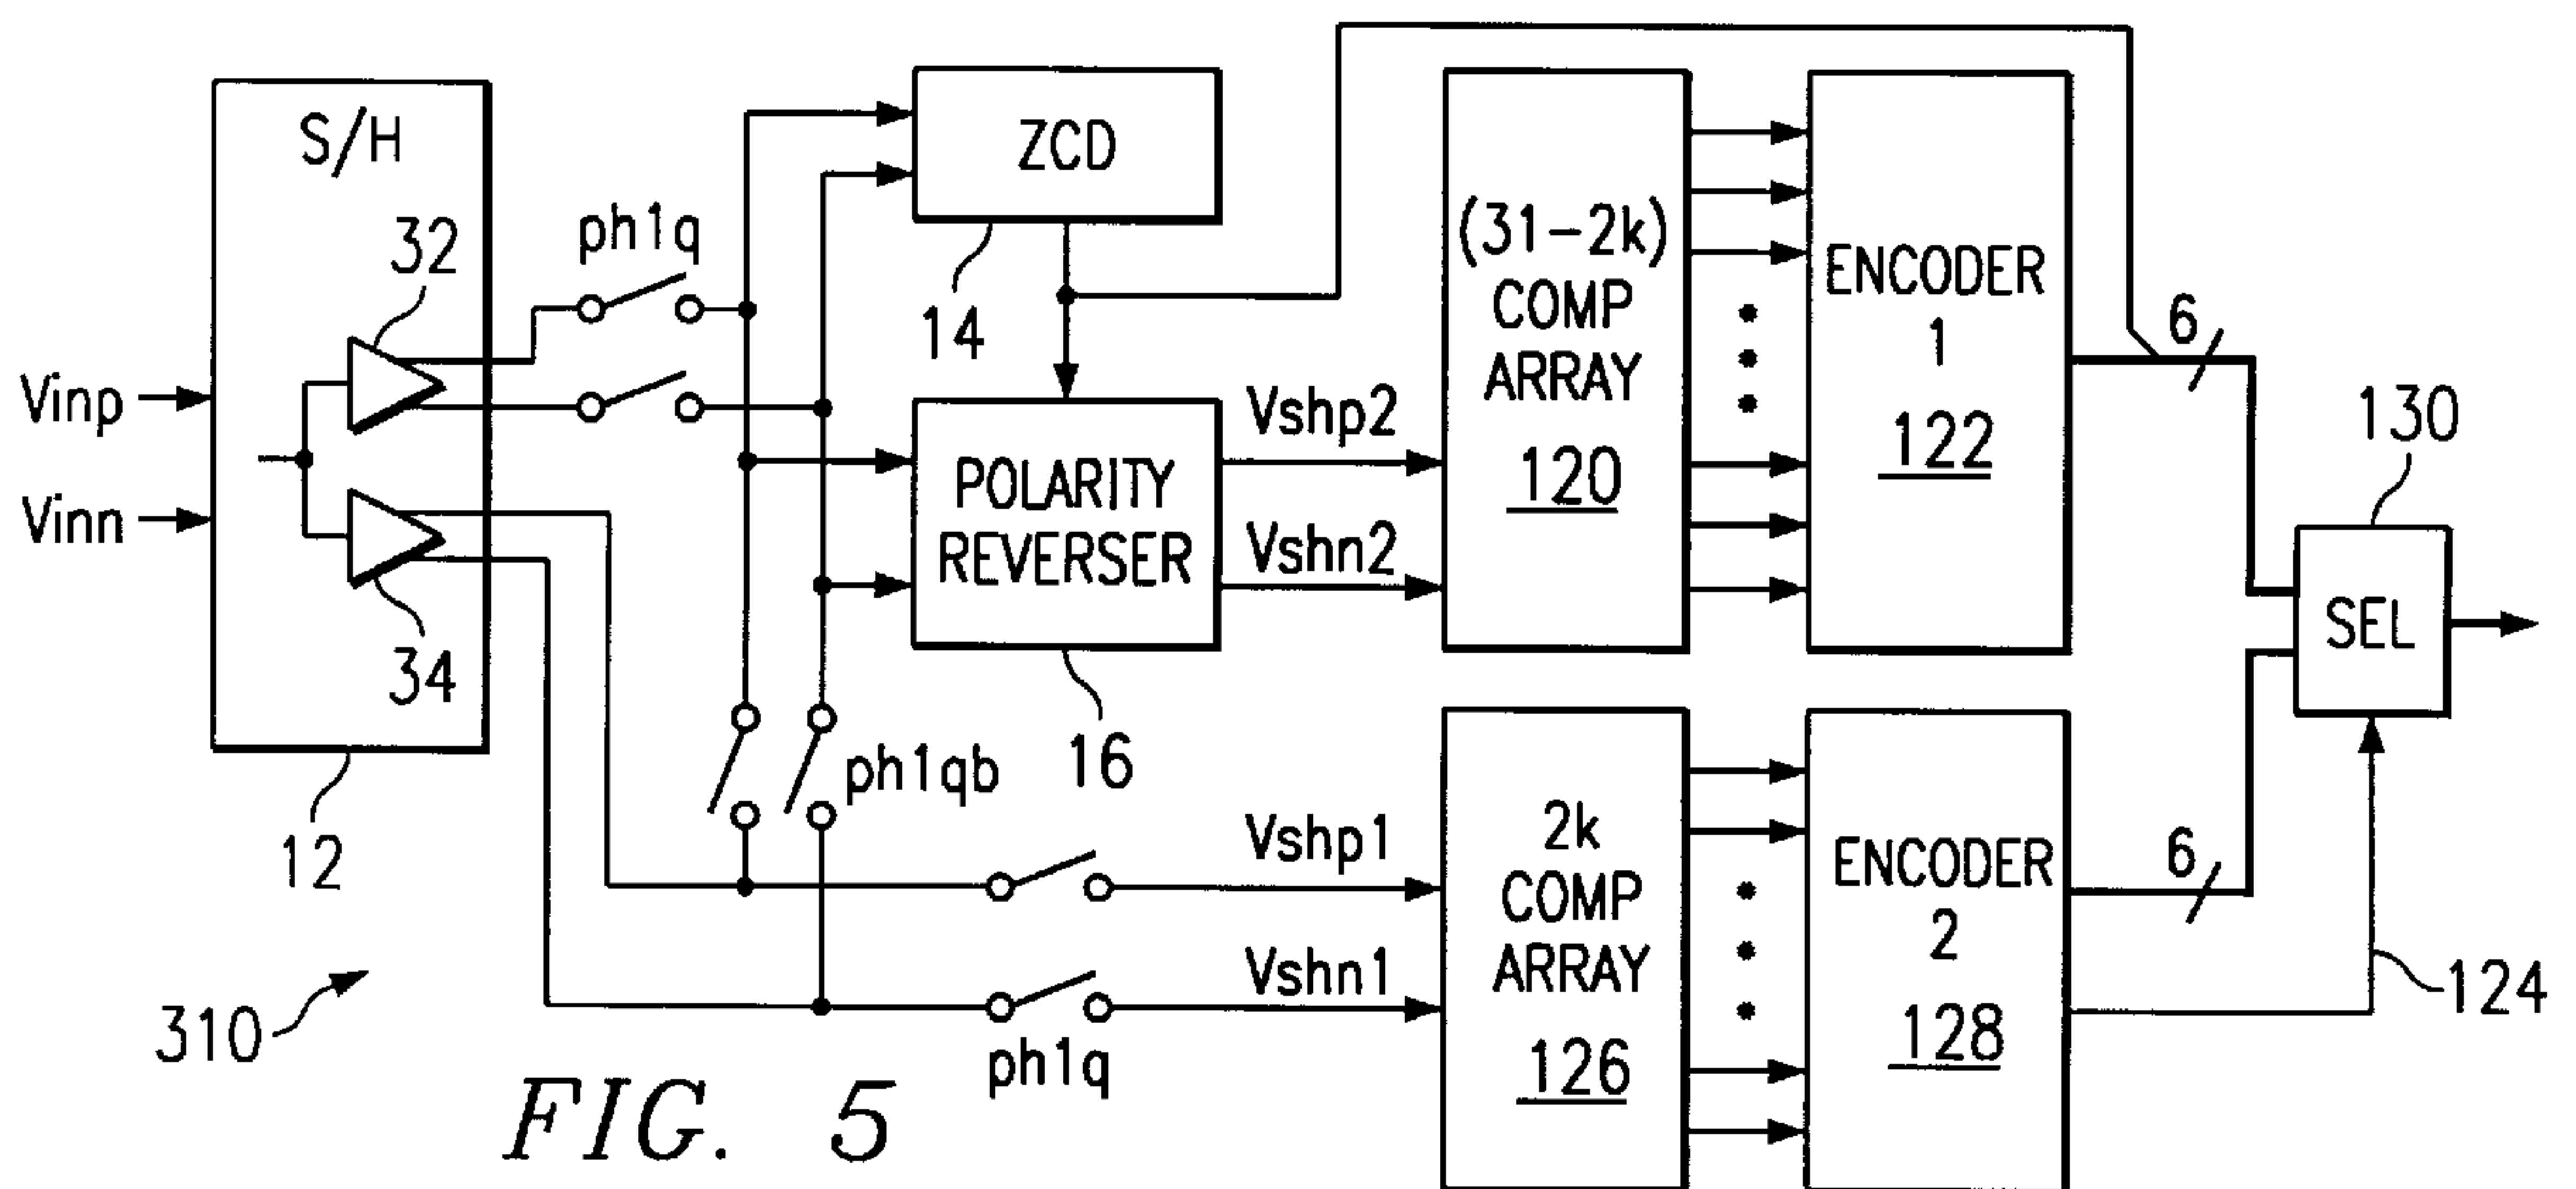 S/H
32
34
12
Vinp
Vinn
ph1q
ZCD
14
POLARITY
REVERSER
16
ph1qb
Vshp2
Vshn2
(31-2k)
COMP
ARRAY
120
ENCODER
1
122
6
130
SEL
Vshp1
Vshn1
ph1q
2k
COMP
ARRAY
126
ENCODER
2
128
6
124
310
FIG. 5